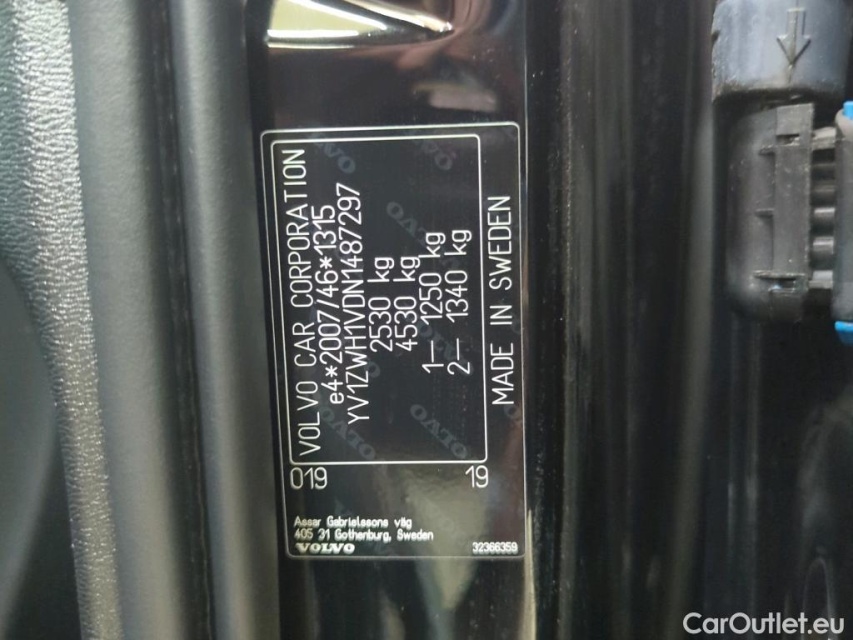 VOLVO CAR CORPORATION
e4*2007/46*1315
YV1ZWH1VDN1487297
2530 kg
4530 kg
1– 1250 kg
2– 1340 kg
MADE IN SWEDEN
019 19
Assar Gabrielssons väg
405 31 Gothenburg, Sweden
VOLVO 32366359
CarOutlet.eu